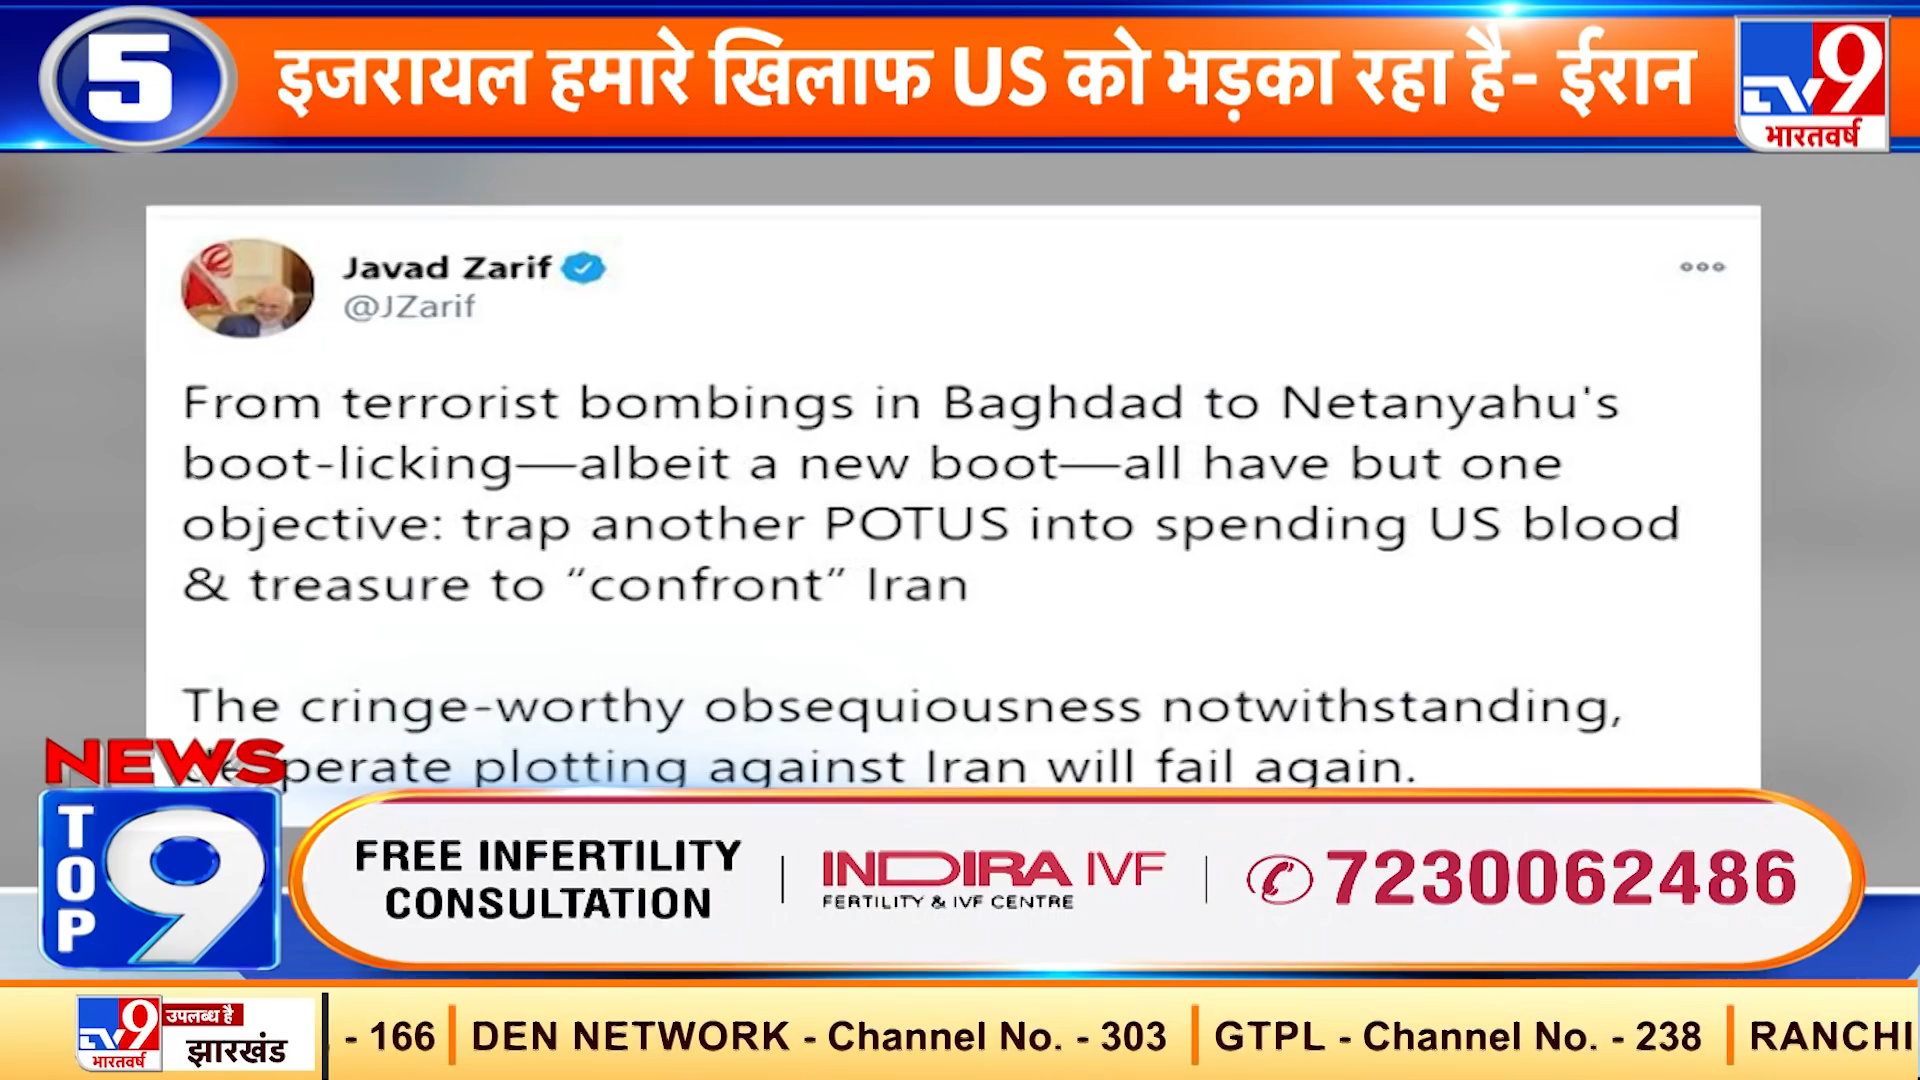 5
इजरायल हमारे खिलाफ US को भड़का रहा है- ईरान
TV9
भारतवर्ष
Javad Zarif
@JZarif
From terrorist bombings in Baghdad to Netanyahu's
boot-licking—albeit a new boot—all have but one
objective: trap another POTUS into spending US blood
& treasure to “confront” Iran
The cringe-worthy obsequiousness notwithstanding,
plotting against Iran will fail again.
NEWS
TOP 9
FREE INFERTILITY
CONSULTATION
INDIRA IVF
FERTILITY & IVF CENTRE
7230062486
TV9
भारतवर्ष
उपलब्ध है
झारखंड
- 166 | DEN NETWORK - Channel No. - 303 | GTPL - Channel No. - 238 | RANCHI